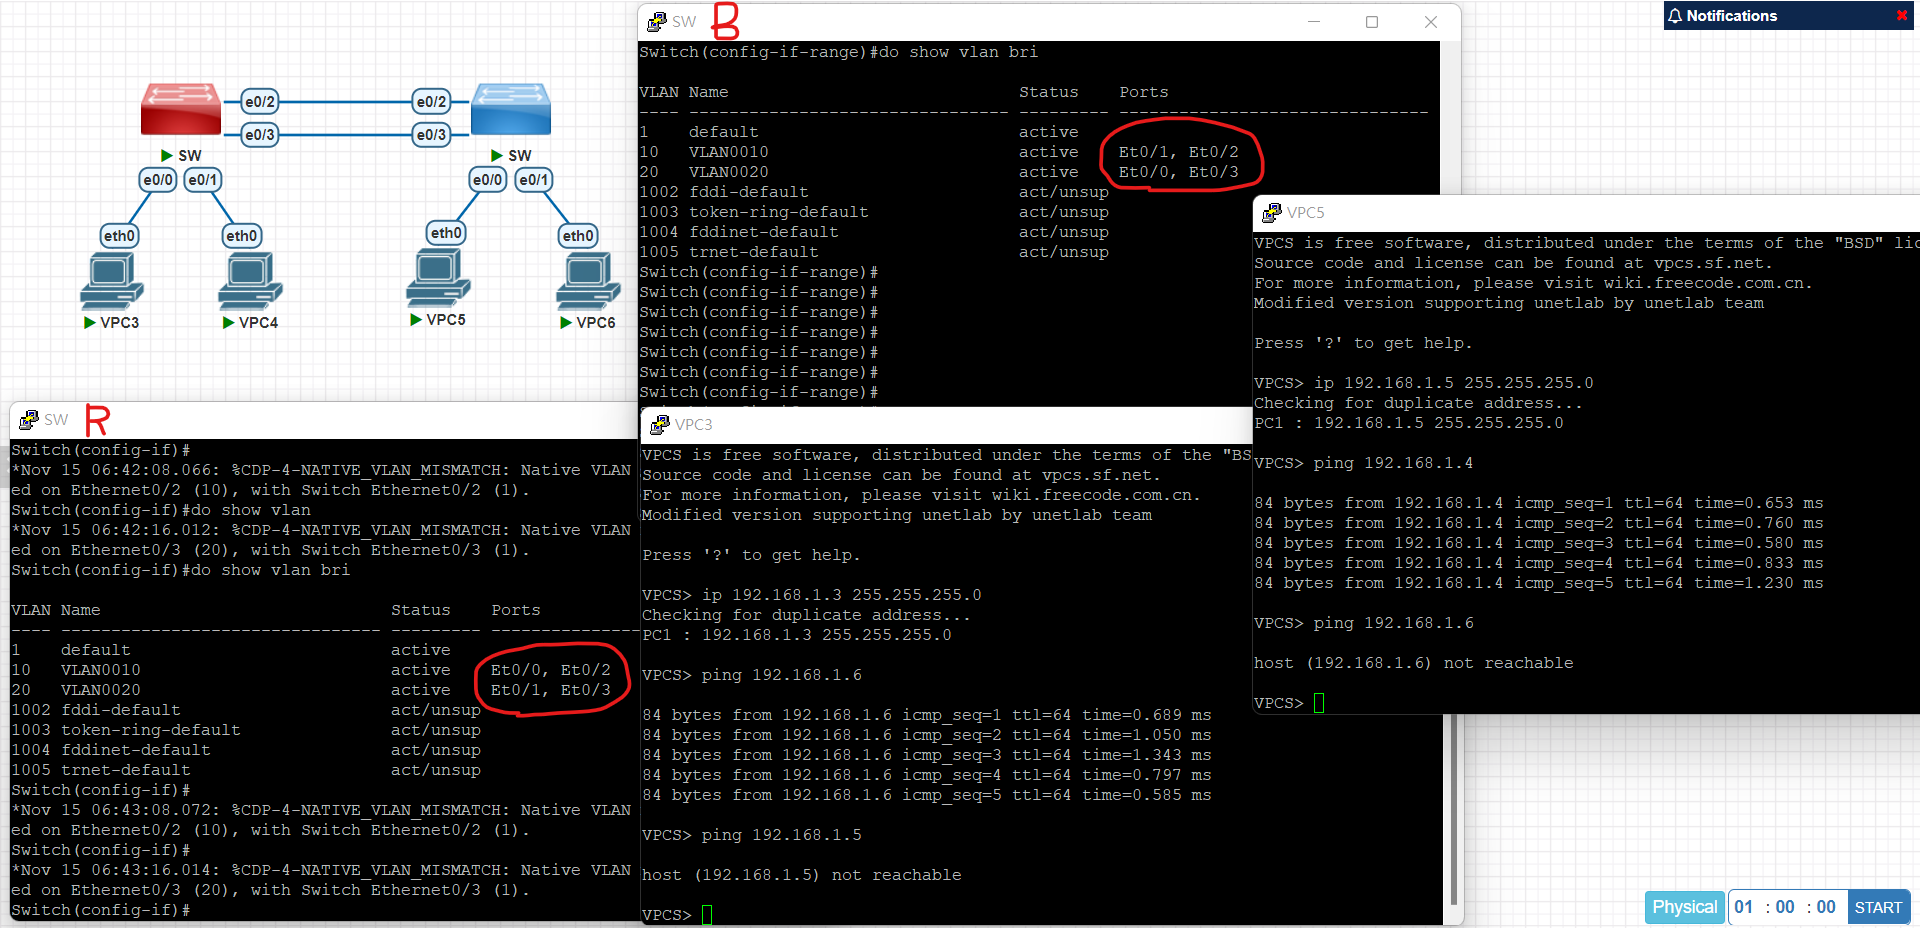 Notifications
e0/2
e0/2
e0/3
e0/3
SW
SW
e0/0
e0/1
e0/0
e0/1
eth0
eth0
eth0
eth0
VPC3
VPC4
VPC5
VPC6
SW B
Switch(config-if-range)#do show vlan bri
VLAN Name                             Status    Ports
---- -------------------------------- --------- -------------------------------
1    default                          active
10   VLAN0010                         active    Et0/1, Et0/2
20   VLAN0020                         active    Et0/0, Et0/3
1002 fddi-default                     act/unsup
1003 token-ring-default               act/unsup
1004 fddinet-default                  act/unsup
1005 trnet-default                    act/unsup
Switch(config-if-range)#
Switch(config-if-range)#
Switch(config-if-range)#
Switch(config-if-range)#
Switch(config-if-range)#
Switch(config-if-range)#
Switch(config-if-range)#
VPC5
VPCS is free software, distributed under the terms of the "BSD" lic
Source code and license can be found at vpcs.sf.net.
For more information, please visit wiki.freecode.com.cn.
Modified version supporting unetlab by unetlab team
Press '?' to get help.
VPCS> ip 192.168.1.5 255.255.255.0
Checking for duplicate address...
PC1 : 192.168.1.5 255.255.255.0
VPCS> ping 192.168.1.4
84 bytes from 192.168.1.4 icmp_seq=1 ttl=64 time=0.653 ms
84 bytes from 192.168.1.4 icmp_seq=2 ttl=64 time=0.760 ms
84 bytes from 192.168.1.4 icmp_seq=3 ttl=64 time=0.580 ms
84 bytes from 192.168.1.4 icmp_seq=4 ttl=64 time=0.833 ms
84 bytes from 192.168.1.4 icmp_seq=5 ttl=64 time=1.230 ms
VPCS> ping 192.168.1.6
host (192.168.1.6) not reachable
VPCS>
SW R
Switch(config-if)#
*Nov 15 06:42:08.066: %CDP-4-NATIVE_VLAN_MISMATCH: Native VLAN
ed on Ethernet0/2 (10), with Switch Ethernet0/2 (1).
Switch(config-if)#do show vlan
*Nov 15 06:42:16.012: %CDP-4-NATIVE_VLAN_MISMATCH: Native VLAN
ed on Ethernet0/3 (20), with Switch Ethernet0/3 (1).
Switch(config-if)#do show vlan bri
VLAN Name                             Status    Ports
---- -------------------------------- --------- ---------------
1    default                          active
10   VLAN0010                         active    Et0/0, Et0/2
20   VLAN0020                         active    Et0/1, Et0/3
1002 fddi-default                     act/unsup
1003 token-ring-default               act/unsup
1004 fddinet-default                  act/unsup
1005 trnet-default                    act/unsup
Switch(config-if)#
*Nov 15 06:43:08.072: %CDP-4-NATIVE_VLAN_MISMATCH: Native VLAN
ed on Ethernet0/2 (10), with Switch Ethernet0/2 (1).
Switch(config-if)#
*Nov 15 06:43:16.014: %CDP-4-NATIVE_VLAN_MISMATCH: Native VLAN
ed on Ethernet0/3 (20), with Switch Ethernet0/3 (1).
Switch(config-if)#
VPC3
VPCS is free software, distributed under the terms of the "BS
Source code and license can be found at vpcs.sf.net.
For more information, please visit wiki.freecode.com.cn.
Modified version supporting unetlab by unetlab team
Press '?' to get help.
VPCS> ip 192.168.1.3 255.255.255.0
Checking for duplicate address...
PC1 : 192.168.1.3 255.255.255.0
VPCS> ping 192.168.1.6
84 bytes from 192.168.1.6 icmp_seq=1 ttl=64 time=0.689 ms
84 bytes from 192.168.1.6 icmp_seq=2 ttl=64 time=1.050 ms
84 bytes from 192.168.1.6 icmp_seq=3 ttl=64 time=1.343 ms
84 bytes from 192.168.1.6 icmp_seq=4 ttl=64 time=0.797 ms
84 bytes from 192.168.1.6 icmp_seq=5 ttl=64 time=0.585 ms
VPCS> ping 192.168.1.5
host (192.168.1.5) not reachable
VPCS>
Physical 01 : 00 : 00 START